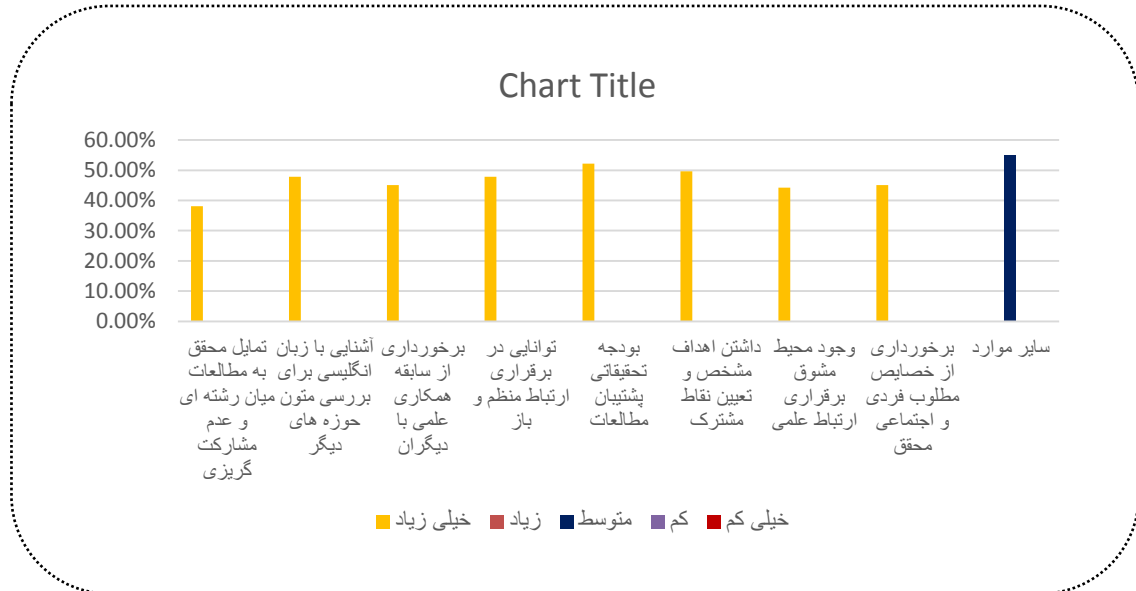 Chart Title
60.00%
50.00%
40.00%
30.00%
20.00%
10.00%
0.00%
تمایل محقق
به مطالعات
میان رشته ای
و عدم
مشارکت
گریزی
آشنایی با زبان
انگلیسی برای
بررسی متون
حوزه های
دیگر
برخورداری
از سابقه
همکاری
علمی با
دیگران
توانایی در
برقراری
ارتباط منظم و
باز
بودجه
تحقیقاتی
پشتیبان
مطالعات
داشتن اهداف
مشخص و
تعیین نقاط
مشترک
وجود محیط
مشوق
برقراری
ارتباط علمی
برخورداری
از خصایص
مطلوب فردی
و اجتماعی
محقق
سایر موارد
خیلی زیاد
زیاد
متوسط
کم
خیلی کم